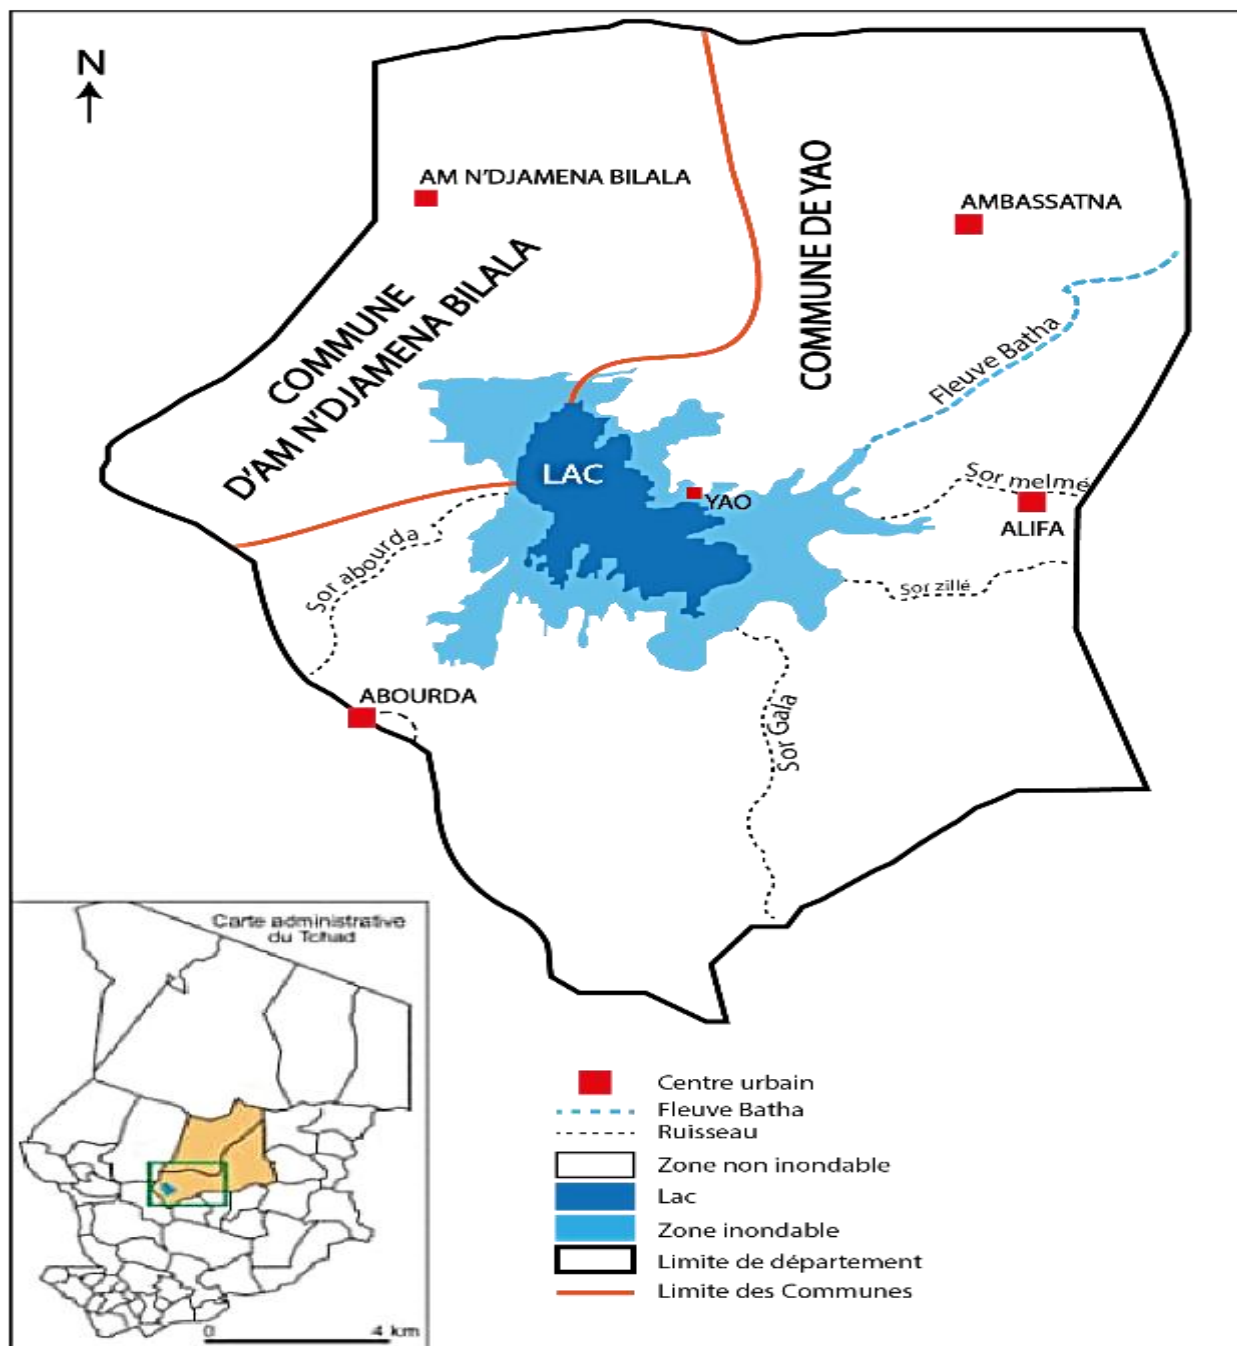 N
AM N'DJAMENA BILALA
AMBASSATNA
COMMUNE
D'AM N'DJAMENA BILALA
COMMUNE DE YAO
Fleuve Batha
LAC
YAO
Sor melmé
ALIFA
Sor abourda
Sor zillé
ABOURDA
Sor Gala
Carte administrative
du Tchad
0 4 km
Centre urbain
Fleuve Batha
Ruisseau
Zone non inondable
Lac
Zone inondable
Limite de département
Limite des Communes